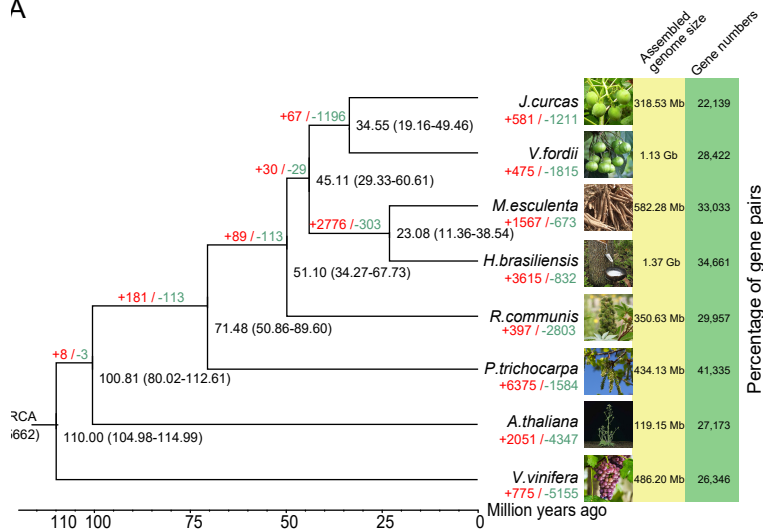 A
Assembled
genome size
Gene numbers
J.curcas
+581 / -1211
318.53 Mb
22,139
+67 / -1196
34.55 (19.16-49.46)
V.fordii
+475 / -1815
1.13 Gb
28,422
+30 / -29
45.11 (29.33-60.61)
M.esculenta
+1567 / -673
582.28 Mb
33,033
+2776 / -303
23.08 (11.36-38.54)
H.brasiliensis
+3615 / -832
1.37 Gb
34,661
+89 / -113
51.10 (34.27-67.73)
R.communis
+397 / -2803
350.63 Mb
29,957
+181 / -113
71.48 (50.86-89.60)
P.trichocarpa
+6375 / -1584
434.13 Mb
41,335
+8 / -3
100.81 (80.02-112.61)
A.thaliana
+2051 / -4347
119.15 Mb
27,173
RCA
5662)
110.00 (104.98-114.99)
V.vinifera
+775 / -5155
486.20 Mb
26,346
110 100 75 50 25 0
Million years ago
Percentage of gene pairs